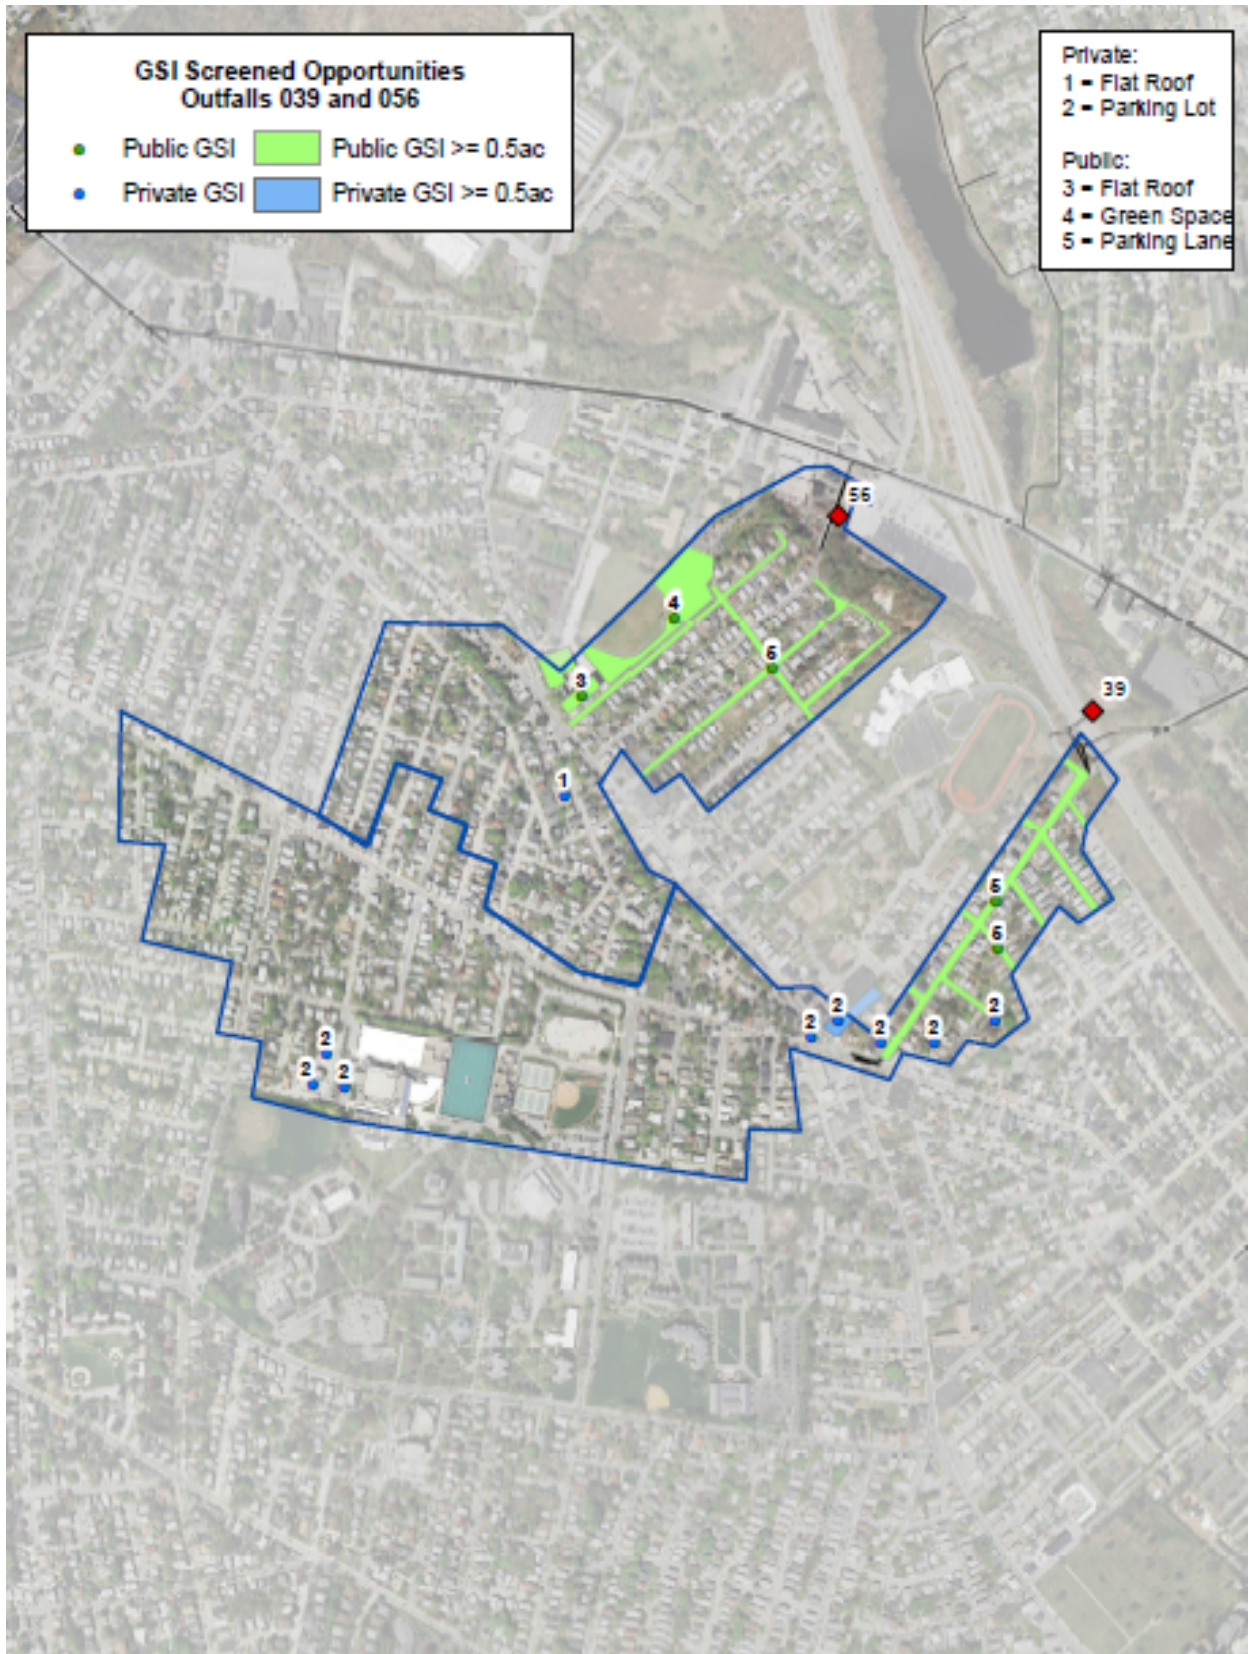 GSI Screened Opportunities
Outfalls 039 and 056
Public GSI
Public GSI >= 0.5ac
Private GSI
Private GSI >= 0.5ac
Private:
1 = Flat Roof
2 = Parking Lot
Public:
3 = Flat Roof
4 = Green Space
5 = Parking Lane
56
4
5
3
39
1
5
5
2
2
2
2
2
2
2
2